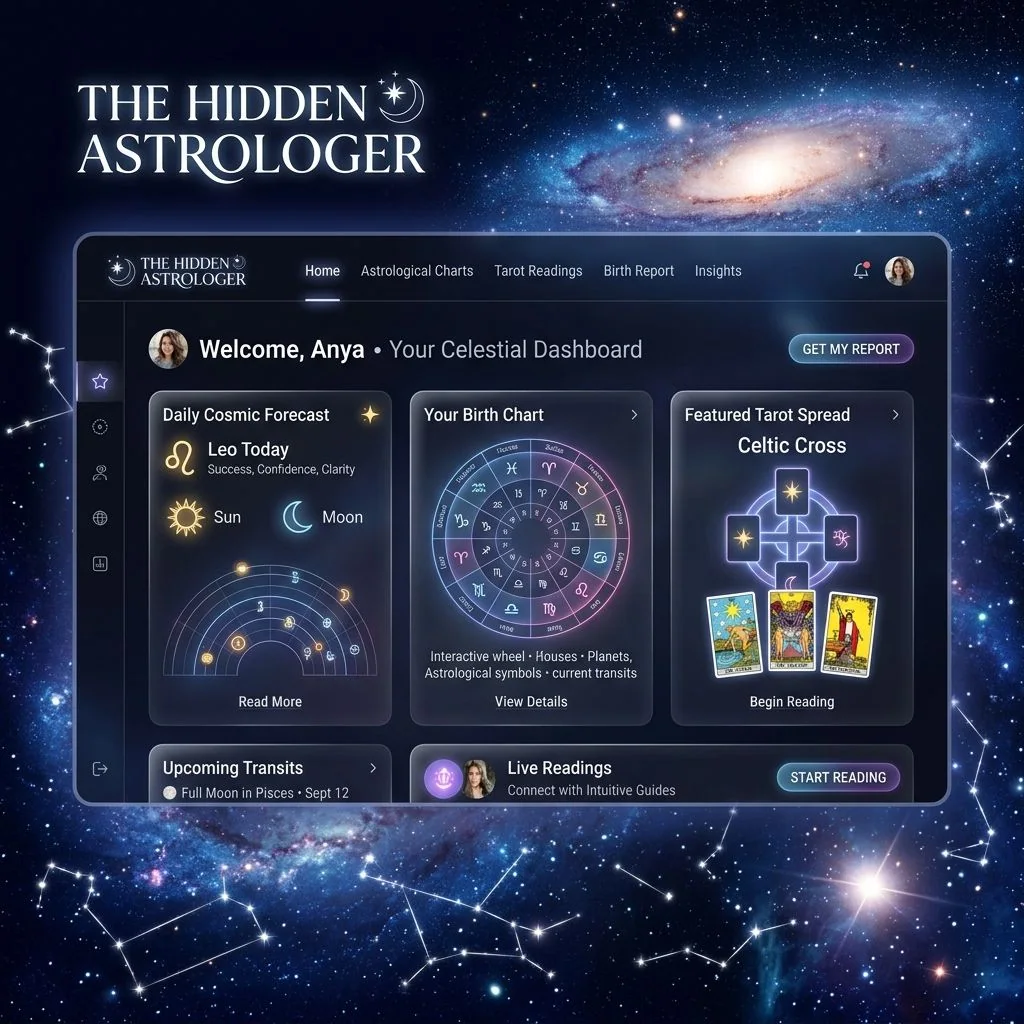 THE HIDDEN
ASTROLOGER
THE HIDDEN
ASTROLOGER
Home
Astrological Charts
Tarot Readings
Birth Report
Insights
Welcome, Anya • Your Celestial Dashboard
GET MY REPORT
Daily Cosmic Forecast
Leo Today
Success, Confidence, Clarity
Sun
Moon
Read More
Your Birth Chart
Interactive wheel • Houses • Planets,
Astrological symbols • current transits
View Details
Featured Tarot Spread
Celtic Cross
Begin Reading
Upcoming Transits
Full Moon in Pisces • Sept 12
Live Readings
Connect with Intuitive Guides
START READING